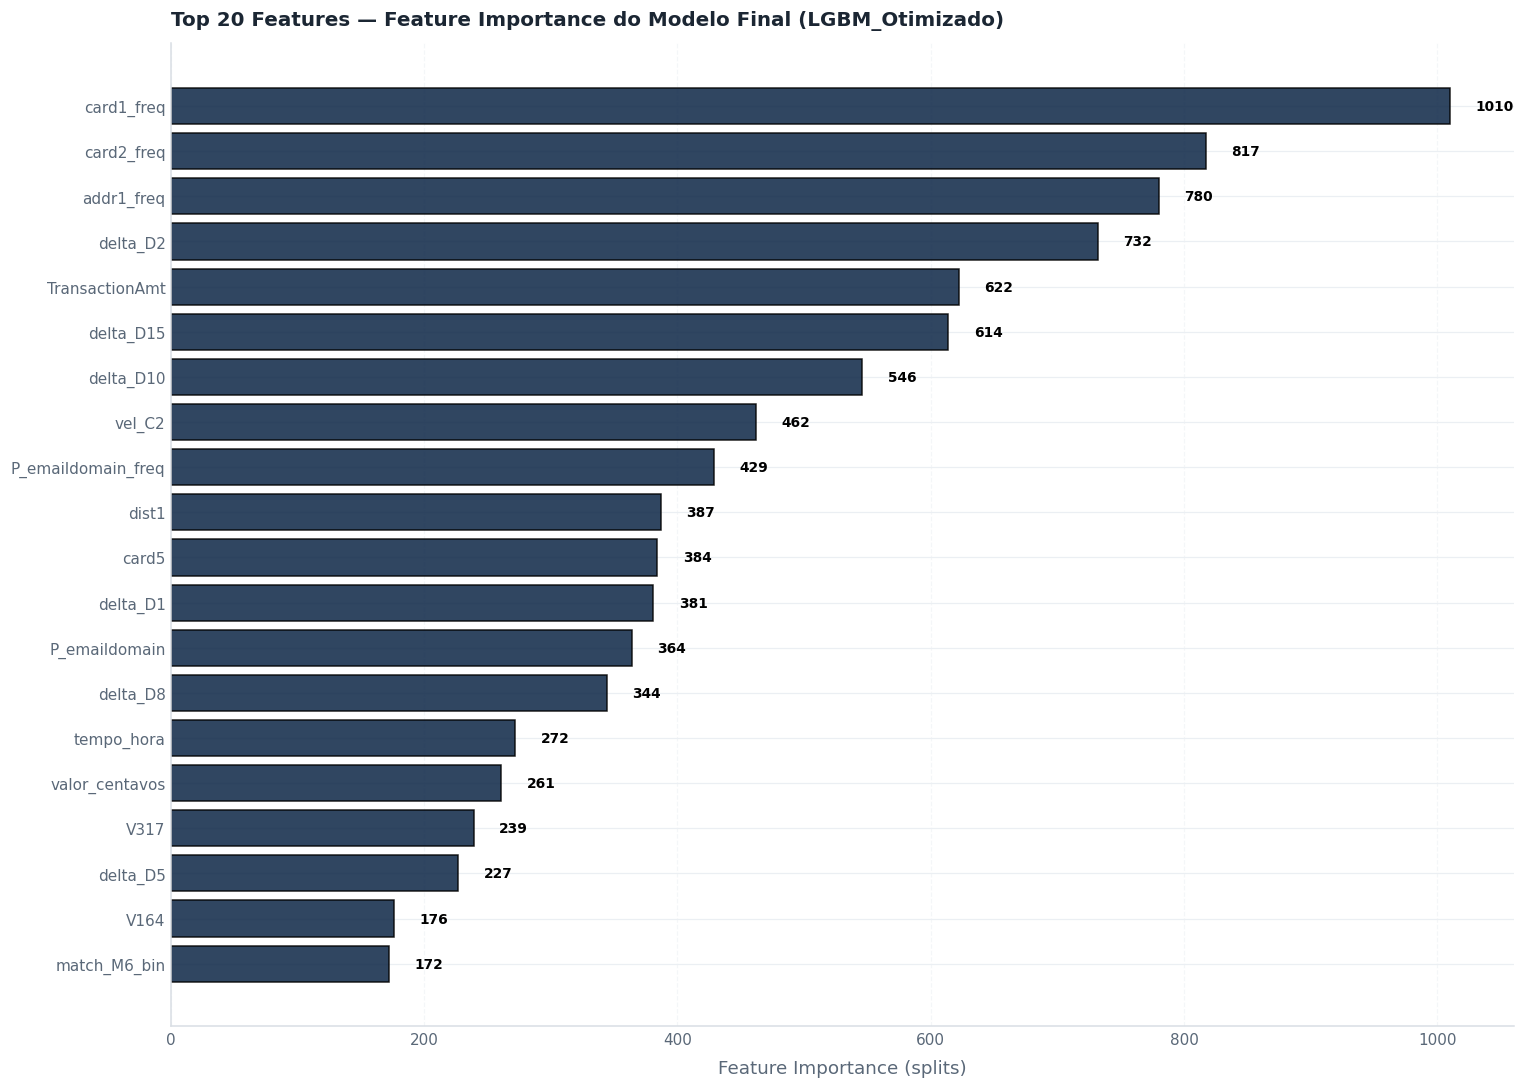 Top 20 Features — Feature Importance do Modelo Final (LGBM_Otimizado)
card1_freq 1010
card2_freq 817
addr1_freq 780
delta_D2 732
TransactionAmt 622
delta_D15 614
delta_D10 546
vel_C2 462
P_emaildomain_freq 429
dist1 387
card5 384
delta_D1 381
P_emaildomain 364
delta_D8 344
tempo_hora 272
valor_centavos 261
V317 239
delta_D5 227
V164 176
match_M6_bin 172
0 200 400 600 800 1000
Feature Importance (splits)